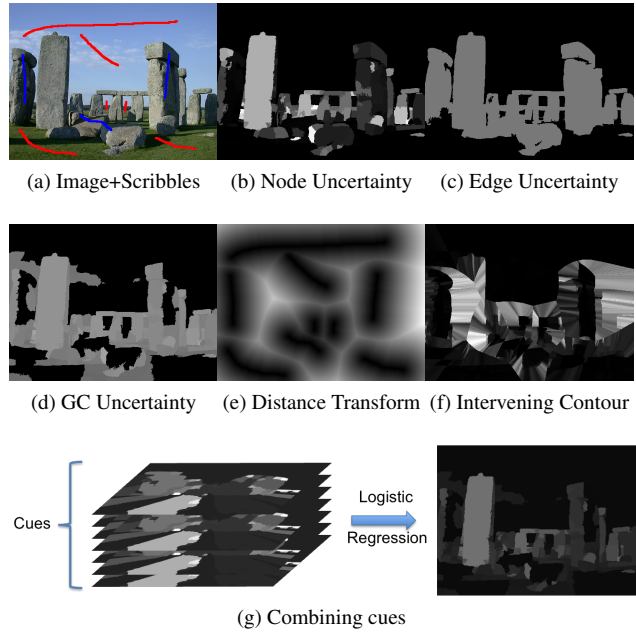 (a) Image+Scribbles
(b) Node Uncertainty
(c) Edge Uncertainty
(d) GC Uncertainty
(e) Distance Transform
(f) Intervening Contour
Cues
Logistic
Regression
(g) Combining cues